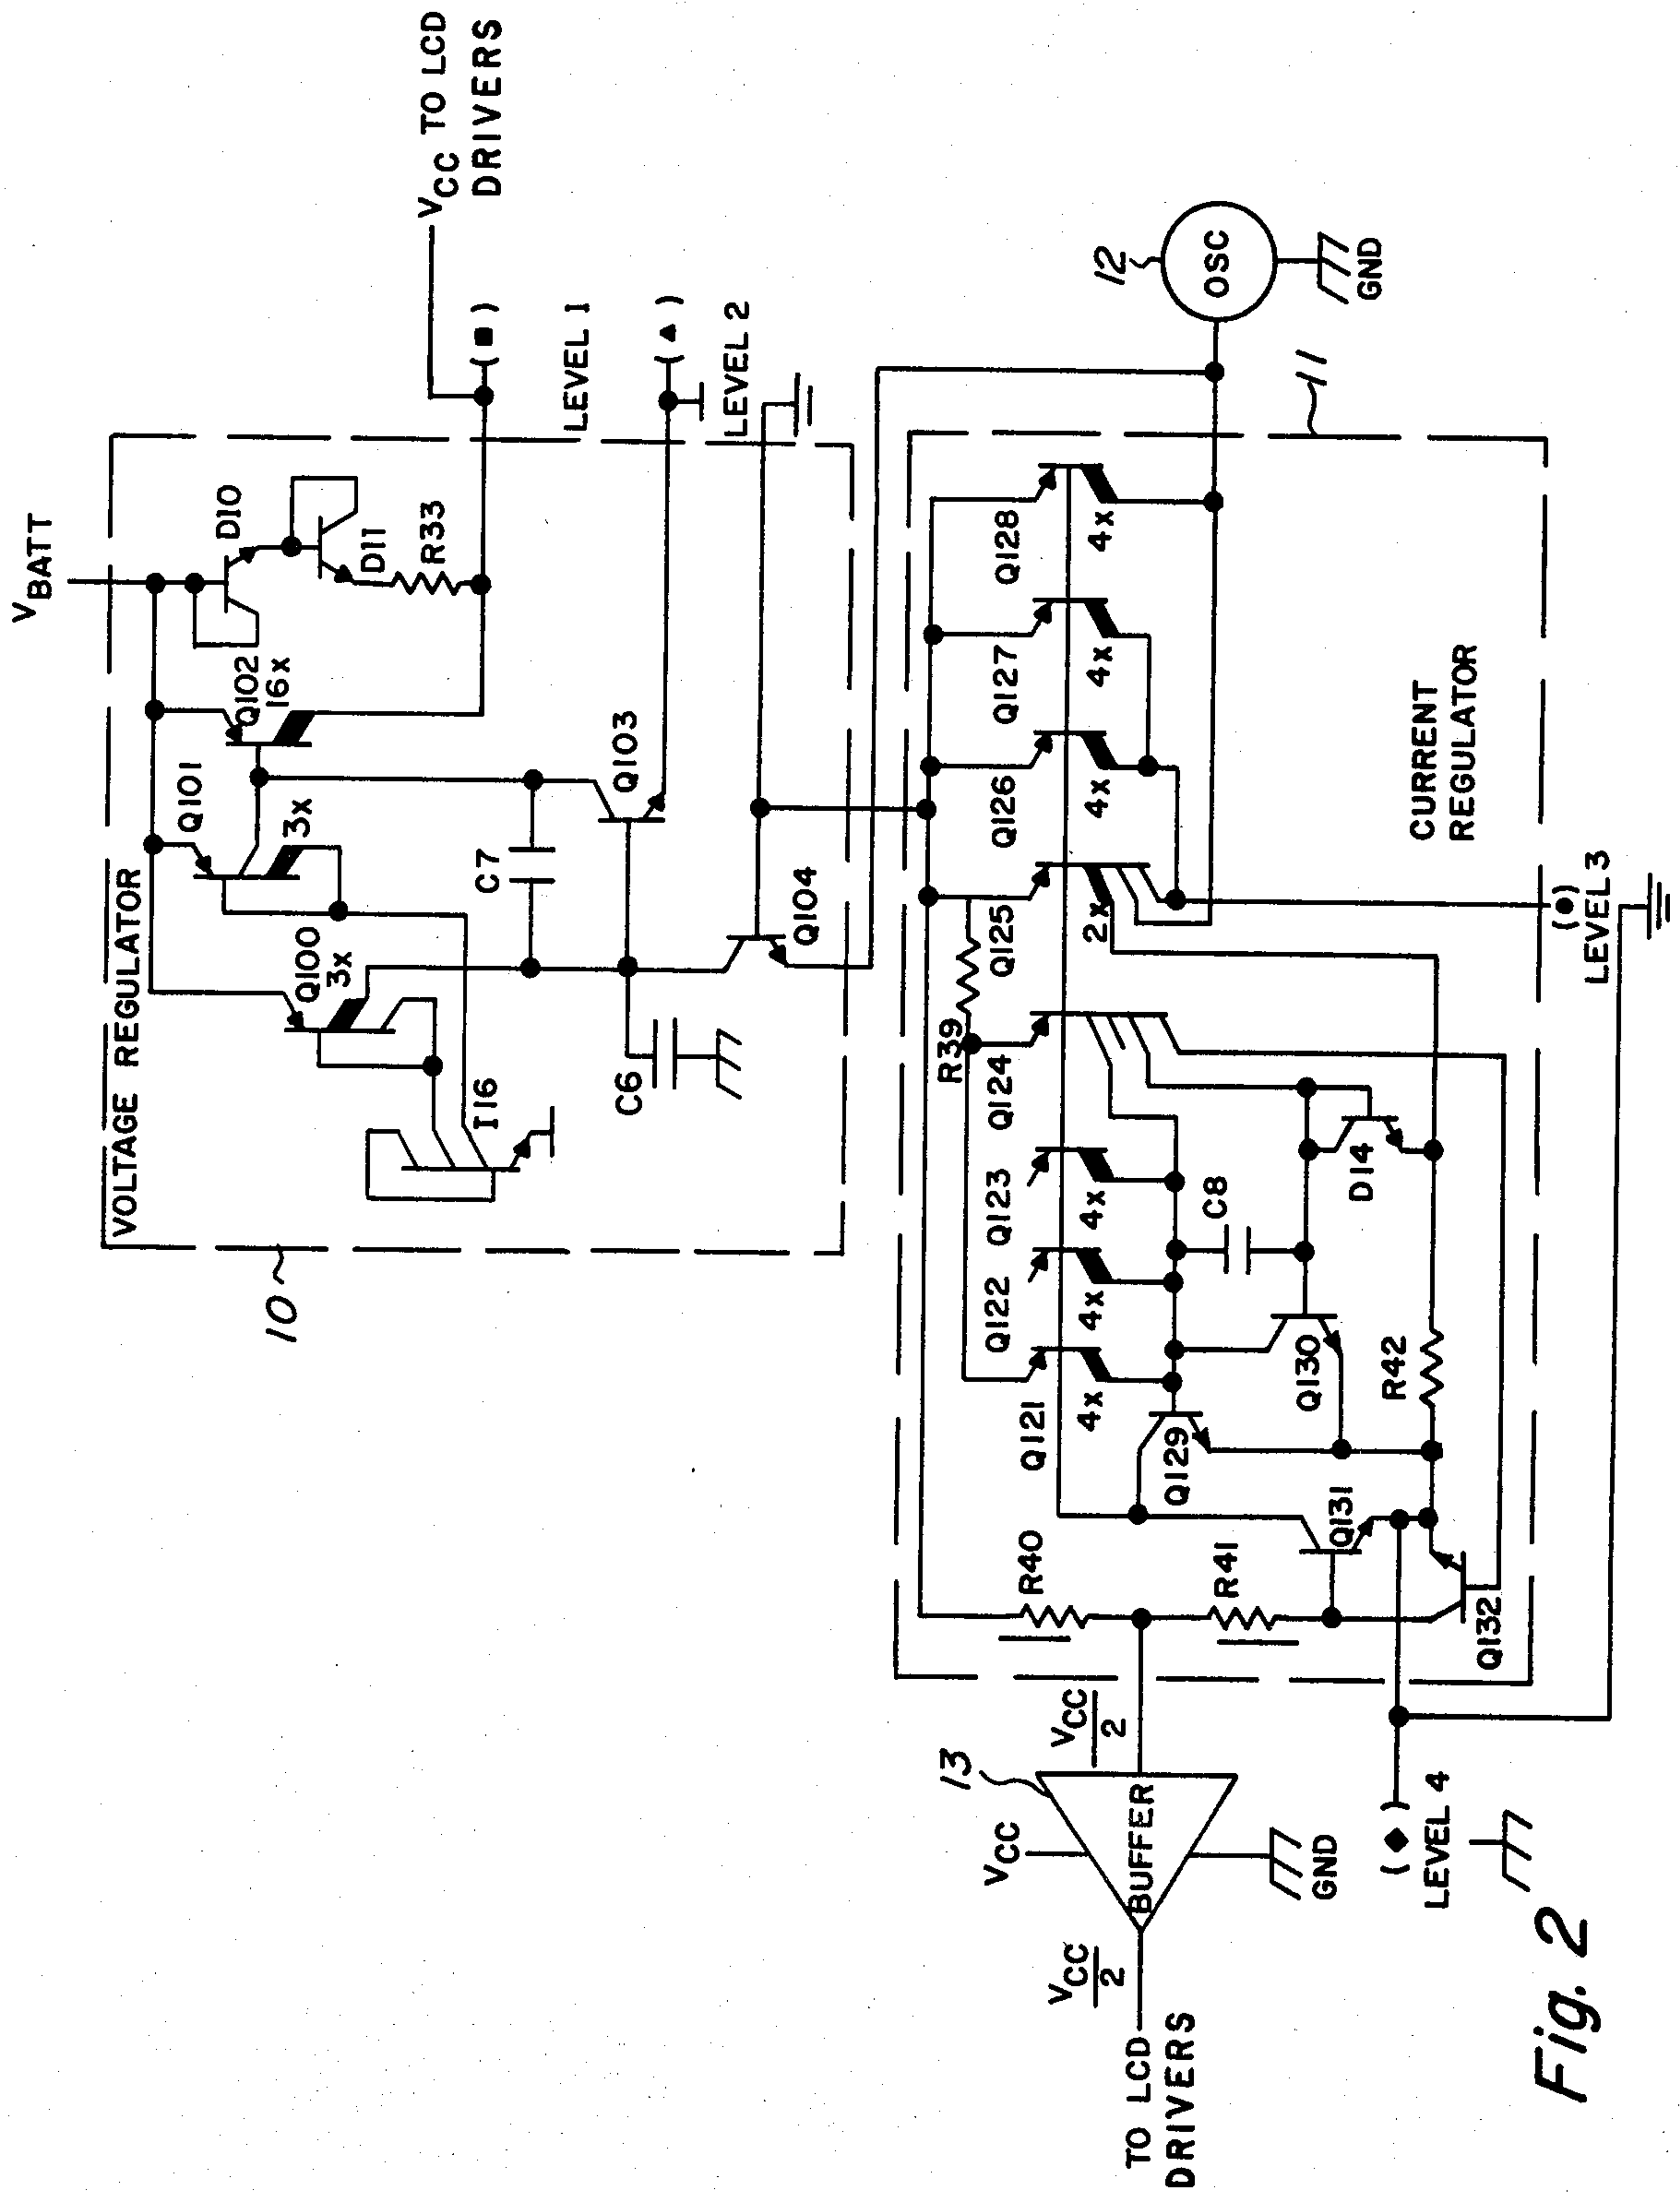 VBATT
VOLTAGE REGULATOR
10
Q100
3x
Q101
3x
Q102
16x
D10
D11
R33
VCC TO LCD
DRIVERS
(■)
LEVEL 1
(▲)
LEVEL 2
I16
C7
C6
Q103
Q104
12
OSC
GND
11
CURRENT
REGULATOR
R39
Q121
4x
Q122
4x
Q123
4x
Q124
Q125
2x
Q126
4x
Q127
4x
Q128
4x
C8
D14
Q129
Q130
R42
R40
R41
Q131
Q132
(●)
LEVEL 3
13
VCC
VCC
2
BUFFER
GND
VCC
2
TO LCD
DRIVERS
(◆)
LEVEL 4
Fig. 2